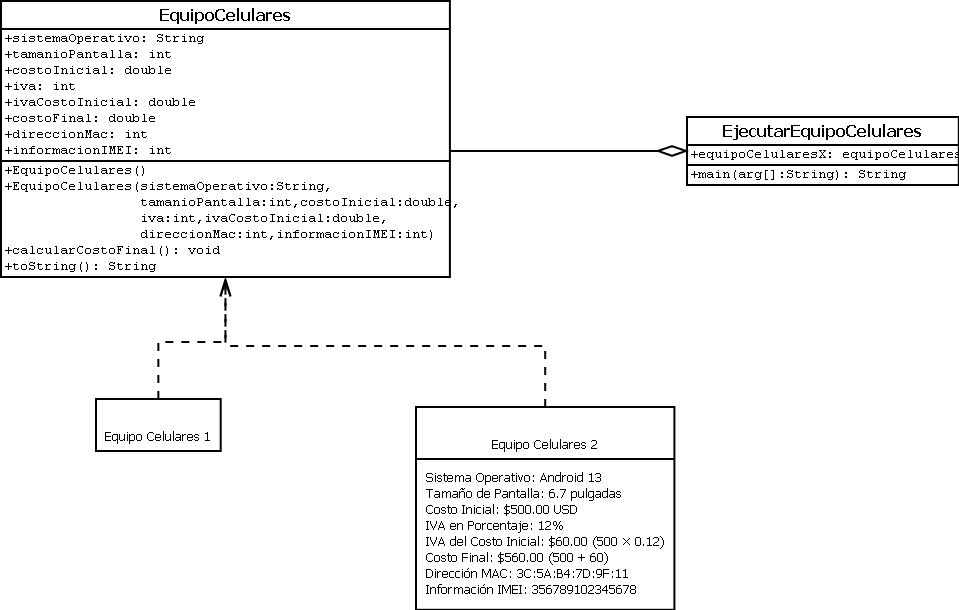 EquipoCelulares
+sistemaOperativo: String
+tamanioPantalla: int
+costoInicial: double
+iva: int
+ivaCostoInicial: double
+costoFinal: double
+direccionMac: int
+informacionIMEI: int
+EquipoCelulares()
+EquipoCelulares(sistemaOperativo:String,
tamanioPantalla:int,costoInicial:double,
iva:int,ivaCostoInicial:double,
direccionMac:int,informacionIMEI:int)
+calcularCostoFinal(): void
+toString(): String
EjecutarEquipoCelulares
+equipoCelularesX: equipoCelulares
+main(arg[]:String): String
Equipo Celulares 1
Equipo Celulares 2
Sistema Operativo: Android 13
Tamaño de Pantalla: 6.7 pulgadas
Costo Inicial: $500.00 USD
IVA en Porcentaje: 12%
IVA del Costo Inicial: $60.00 (500 × 0.12)
Costo Final: $560.00 (500 + 60)
Dirección MAC: 3C:5A:B4:7D:9F:11
Información IMEI: 356789102345678